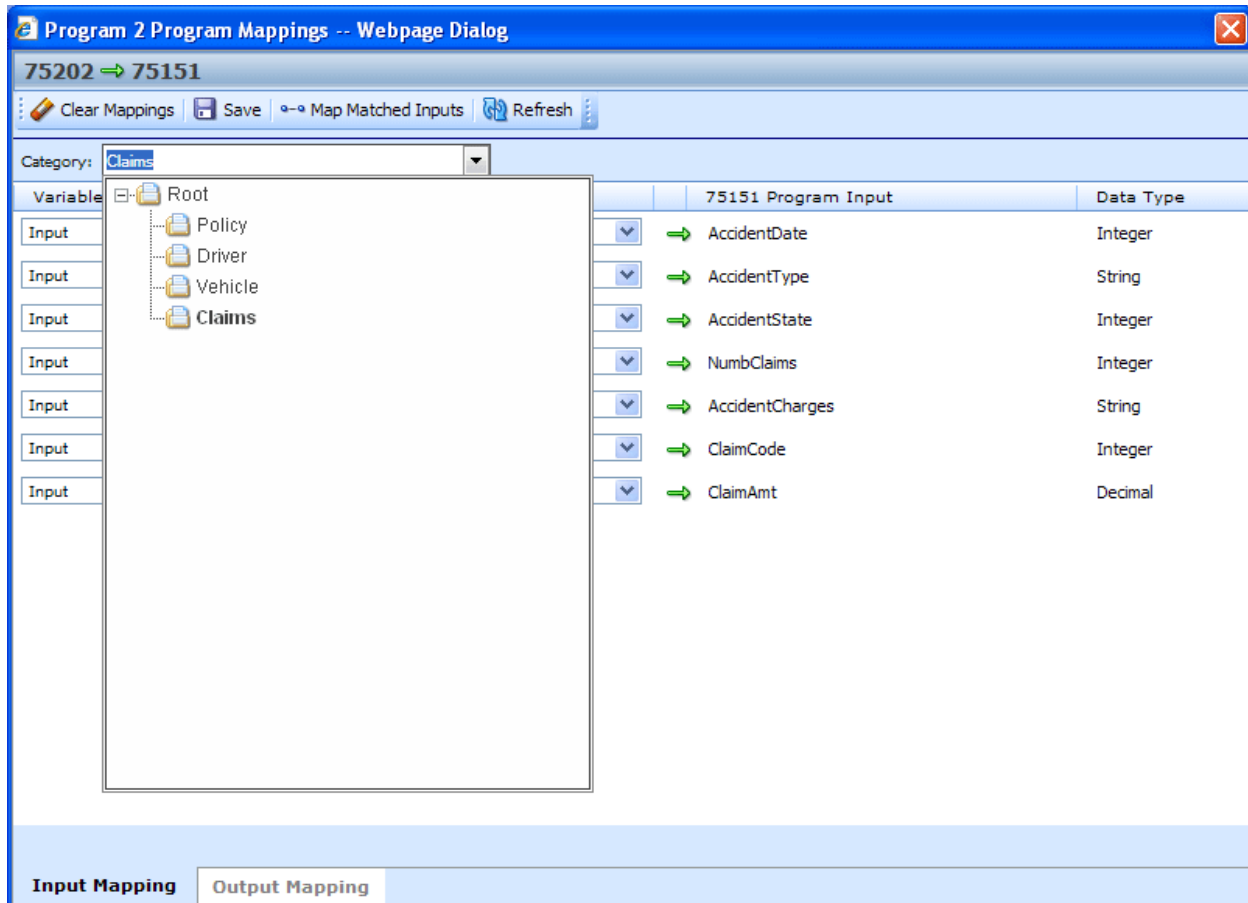 Program 2 Program Mappings -- Webpage Dialog
75202 75151
Clear Mappings Save Map Matched Inputs Refresh
Category: Claims
Variable 75151 Program Input Data Type
Root
Policy
Driver
Vehicle
Claims
Input AccidentDate Integer
Input AccidentType String
Input AccidentState Integer
Input NumbClaims Integer
Input AccidentCharges String
Input ClaimCode Integer
Input ClaimAmt Decimal
Input Mapping Output Mapping